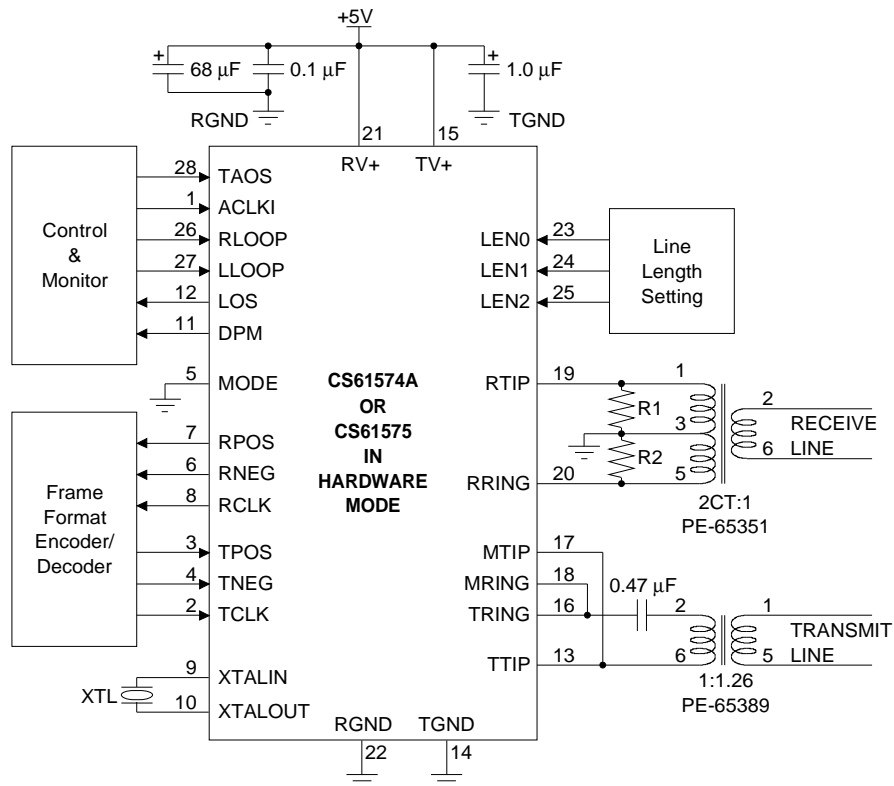 +5V
+
68 μF
0.1 μF
+
1.0 μF
RGND
TGND
21
15
RV+
TV+
Control
&
Monitor
28
TAOS
1
ACLKI
26
RLOOP
27
LLOOP
12
LOS
11
DPM
5
MODE
Frame
Format
Encoder/
Decoder
7
RPOS
6
RNEG
8
RCLK
3
TPOS
4
TNEG
2
TCLK
XTL
9
XTALIN
10
XTALOUT
CS61574A
OR
CS61575
IN
HARDWARE
MODE
RGND
TGND
22
14
LEN0
23
LEN1
24
LEN2
25
Line
Length
Setting
RTIP
19
R1
R2
RRING
20
1
3
5
2
6
RECEIVE
LINE
2CT:1
PE-65351
MTIP
17
MRING
18
TRING
16
TTIP
13
0.47 μF
2
6
1
5
TRANSMIT
LINE
1:1.26
PE-65389